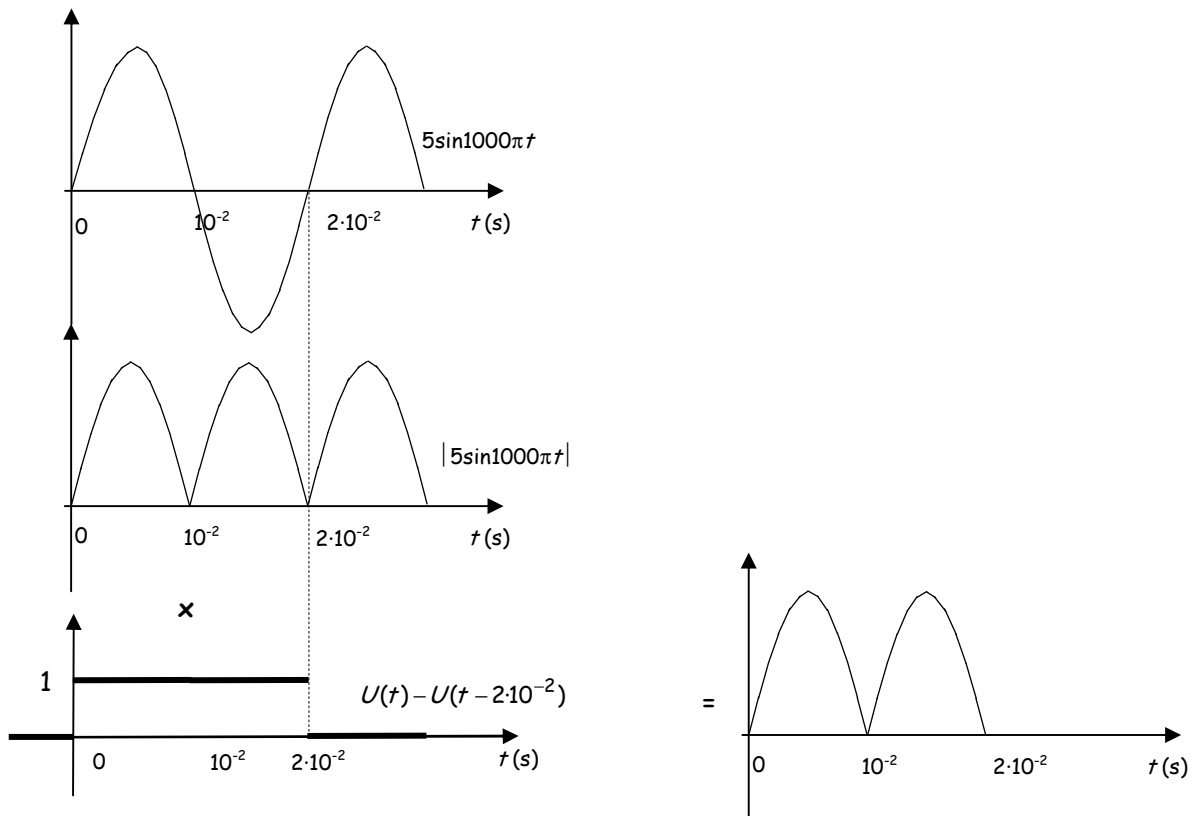 5sin1000πt
0 10⁻² 2·10⁻² t(s)
|5sin1000πt|
0 10⁻² 2·10⁻² t(s)
×
1 U(t)−U(t−2·10⁻²)
0 10⁻² 2·10⁻² t(s)
=
0 10⁻² 2·10⁻² t(s)